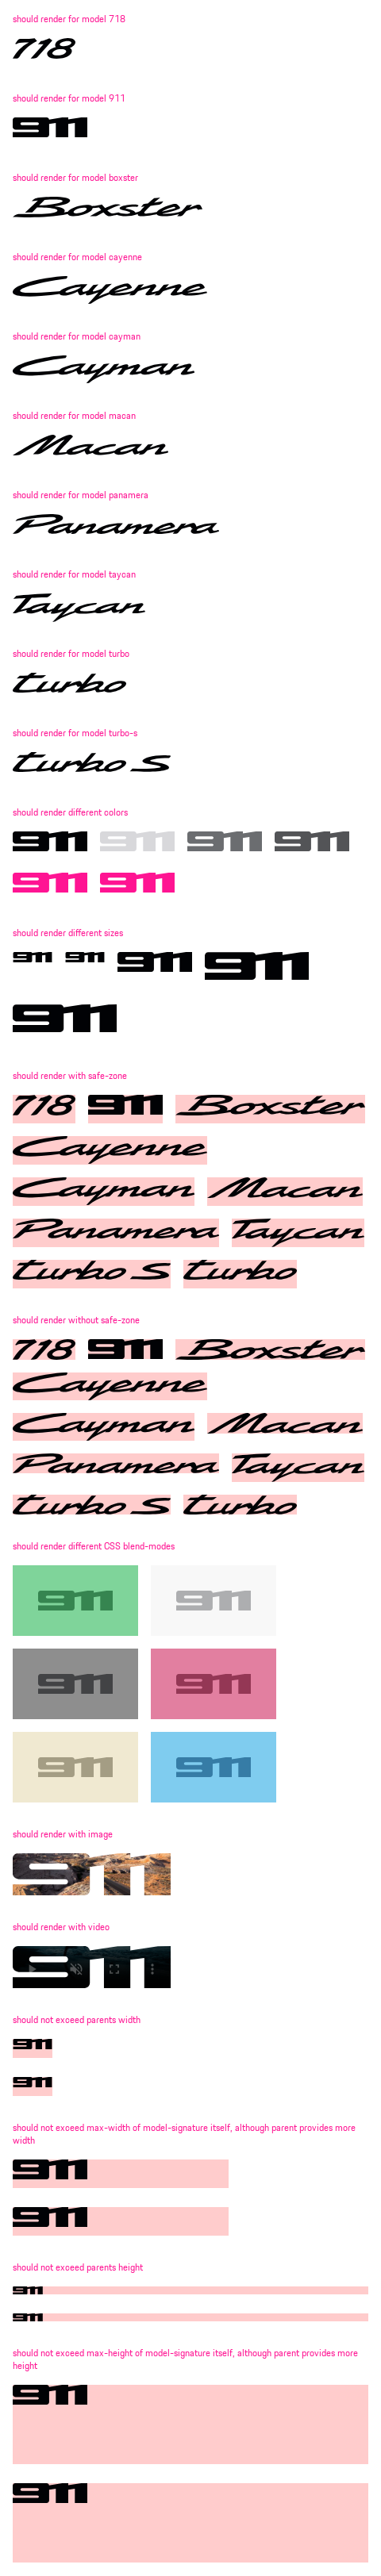 should render for model 718
718
should render for model 911
911
should render for model boxster
Boxster
should render for model cayenne
Cayenne
should render for model cayman
Cayman
should render for model macan
Macan
should render for model panamera
Panamera
should render for model taycan
Taycan
should render for model turbo
turbo
should render for model turbo-s
turbo S
should render different colors
911 911 911 911
911 911
should render different sizes
911 911 911 911
911
should render with safe-zone
718 911 Boxster
Cayenne
Cayman Macan
Panamera Taycan
turbo S turbo
should render without safe-zone
718 911 Boxster
Cayenne
Cayman Macan
Panamera Taycan
turbo S turbo
should render different CSS blend-modes
911 911
911 911
911 911
should render with image
911
should render with video
911
should not exceed parents width
911
911
should not exceed max-width of model-signature itself, although parent provides more
width
911
911
should not exceed parents height
911
911
should not exceed max-height of model-signature itself, although parent provides more
height
911
911